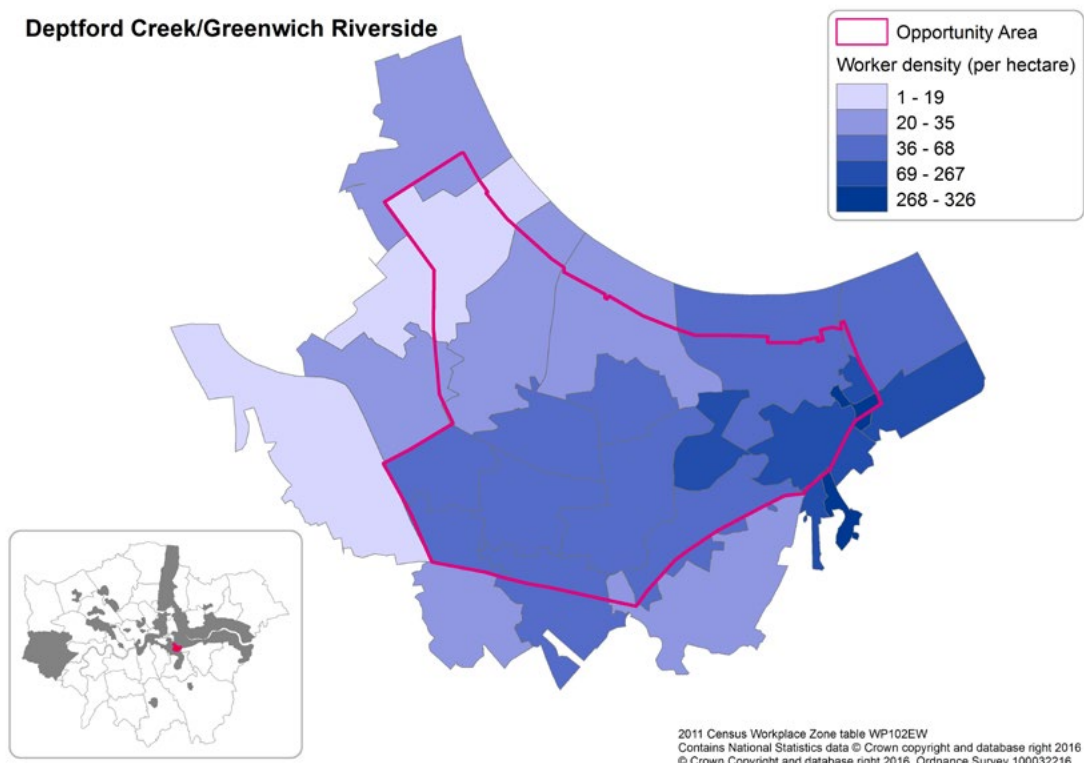 Deptford Creek/Greenwich Riverside
Opportunity Area
Worker density (per hectare)
1 - 19
20 - 35
36 - 68
69 - 267
268 - 326
2011 Census Workplace Zone table WP102EW
Contains National Statistics data © Crown copyright and database right 2016
© Crown Copyright and database right 2016. Ordnance Survey 100032216